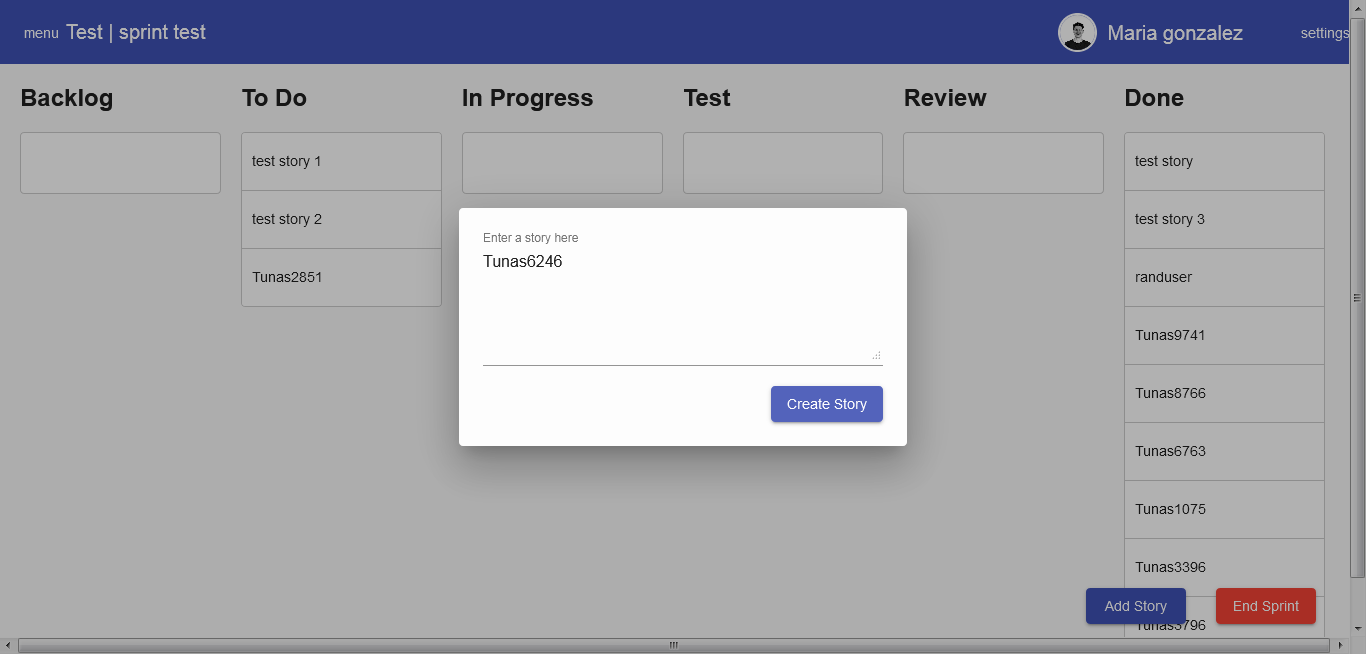 menu Test | sprint test
Maria gonzalez
settings
Backlog
To Do
In Progress
Test
Review
Done
test story 1
test story 2
Tunas2851
Enter a story here
Tunas6246
Create Story
test story
test story 3
randuser
Tunas9741
Tunas8766
Tunas6763
Tunas1075
Tunas3396
Tunas3796
Add Story
End Sprint